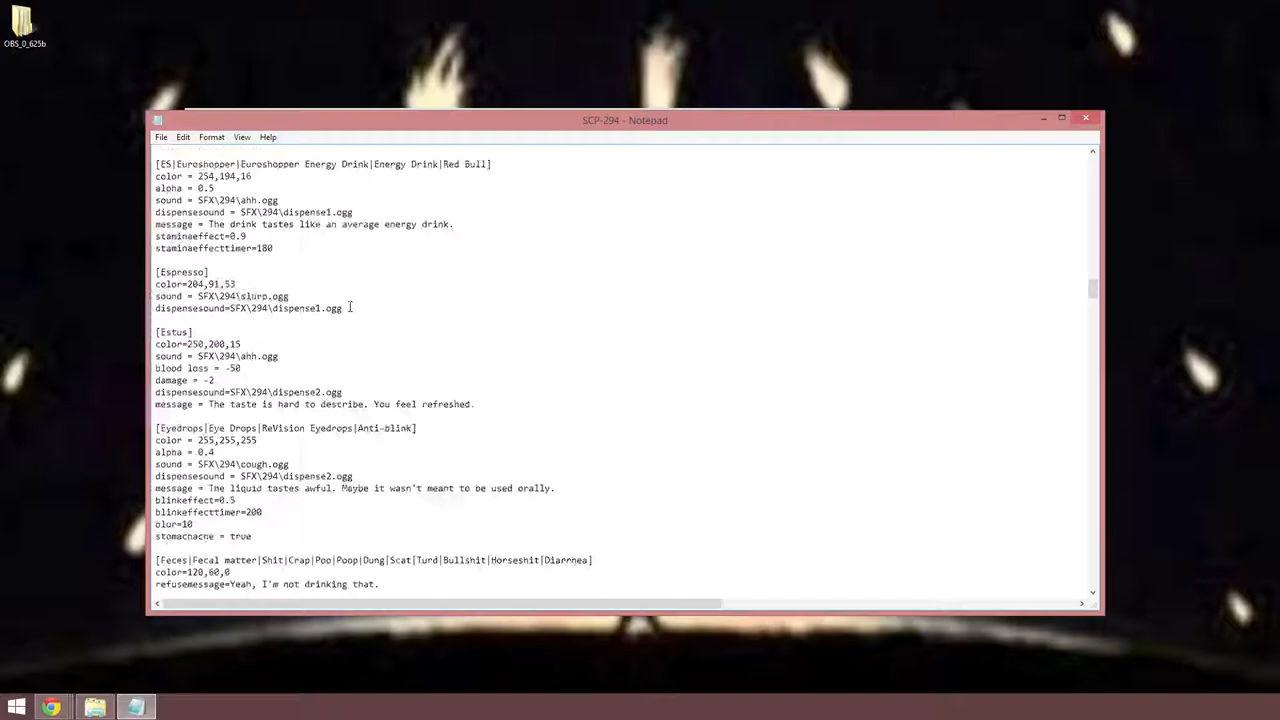 OBS_0_625b
SCP-294 - Notepad
File Edit Format View Help
[ES|Euroshopper|Euroshopper Energy Drink|Energy Drink|Red Bull]
color = 254,194,16
alpha = 0.5
sound = SFX\294\ahh.ogg
dispensesound = SFX\294\dispense1.ogg
message = The drink tastes like an average energy drink.
staminaeffect=0.9
staminaeffecttimer=180
[Espresso]
color=204,91,53
sound = SFX\294\slurp.ogg
dispensesound=SFX\294\dispense1.ogg
[Estus]
color=250,200,15
sound = SFX\294\ahh.ogg
blood loss = -50
damage = -2
dispensesound=SFX\294\dispense2.ogg
message = The taste is hard to describe. You feel refreshed.
[Eyedrops|Eye Drops|ReVision Eyedrops|Anti-blink]
color = 255,255,255
alpha = 0.4
sound = SFX\294\cough.ogg
dispensesound = SFX\294\dispense2.ogg
message = The liquid tastes awful. Maybe it wasn't meant to be used orally.
blinkeffect=0.5
blinkeffecttimer=200
blur=10
stomachache = true
[Feces|Fecal matter|Shit|Crap|Poo|Poop|Dung|Scat|Turd|Bullshit|Horseshit|Diarrhea]
color=120,60,0
refusemessage=Yeah, I'm not drinking that.